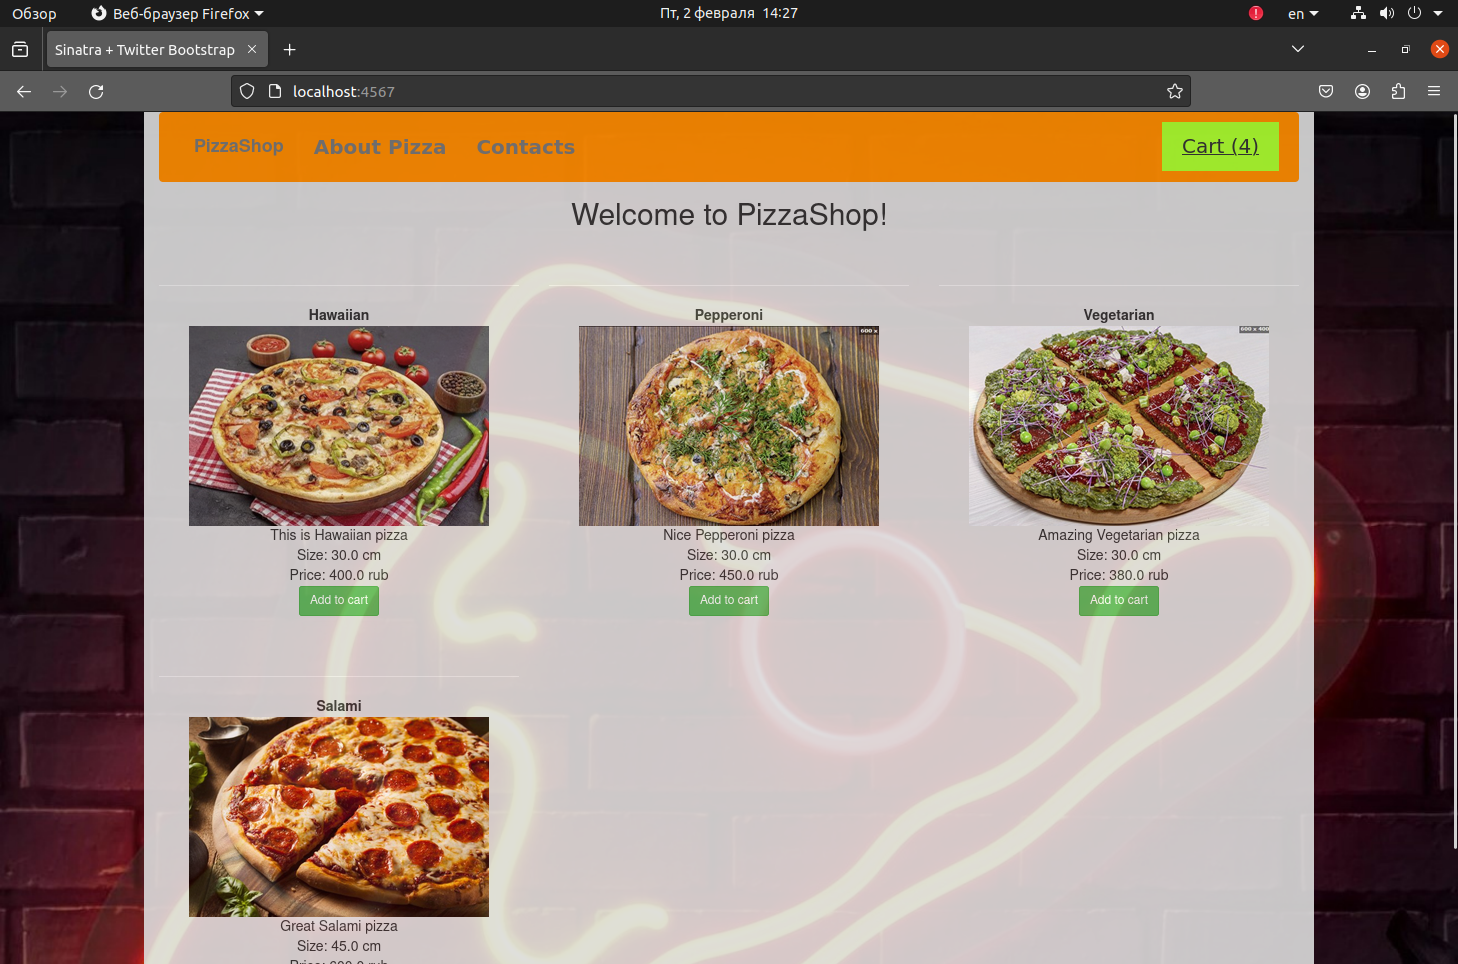 Обзор
Веб-браузер Firefox
Пт, 2 февраля 14:27
en
Sinatra + Twitter Bootstrap
localhost:4567
PizzaShop
About Pizza
Contacts
Cart (4)
Welcome to PizzaShop!
Hawaiian
This is Hawaiian pizza
Size: 30.0 cm
Price: 400.0 rub
Add to cart
Pepperoni
600 x
Nice Pepperoni pizza
Size: 30.0 cm
Price: 450.0 rub
Add to cart
Vegetarian
600 x 400
Amazing Vegetarian pizza
Size: 30.0 cm
Price: 380.0 rub
Add to cart
Salami
Great Salami pizza
Size: 45.0 cm